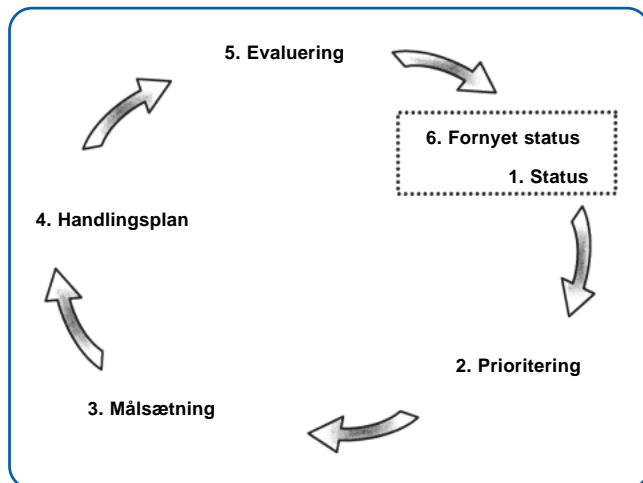 5. Evaluering
6. Fornyet status
1. Status
4. Handlingsplan
2. Prioritering
3. Målsætning